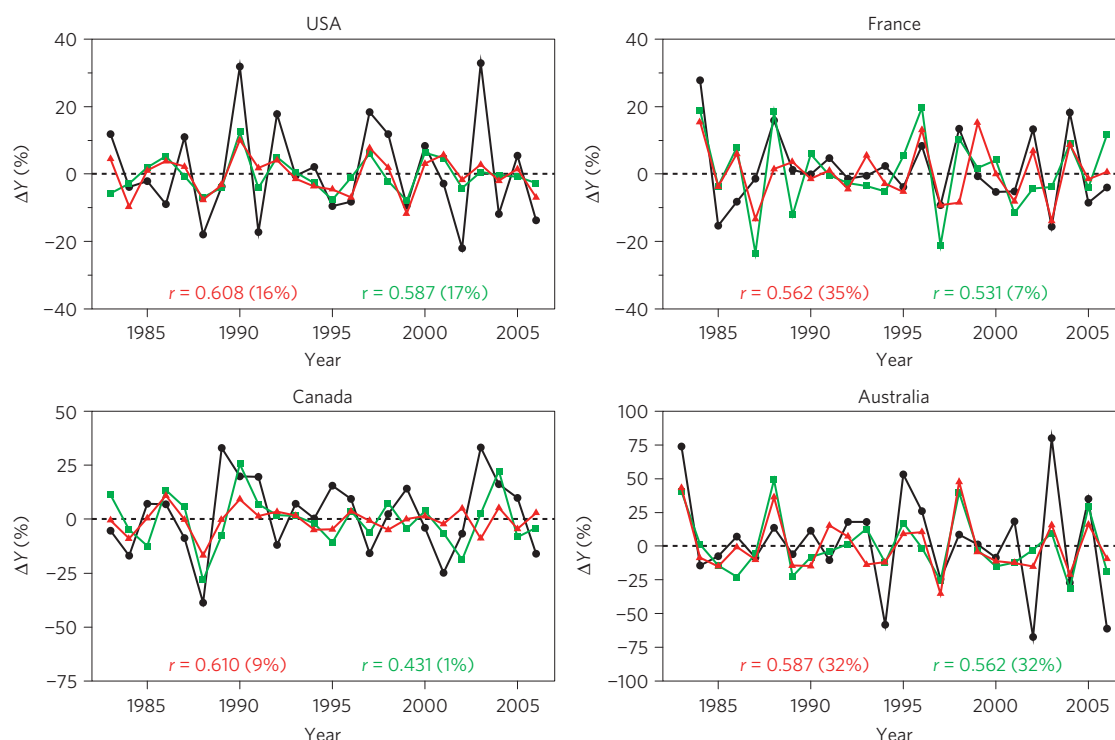 USA
40
20
0
−20
−40
ΔY (%)
r = 0.608 (16%)
r = 0.587 (17%)
1985 1990 1995 2000 2005
Year
France
40
20
0
−20
−40
ΔY (%)
r = 0.562 (35%)
r = 0.531 (7%)
1985 1990 1995 2000 2005
Year
Canada
50
25
0
−25
−50
−75
ΔY (%)
r = 0.610 (9%)
r = 0.431 (1%)
1985 1990 1995 2000 2005
Year
Australia
100
75
50
25
0
−25
−50
−75
−100
ΔY (%)
r = 0.587 (32%)
r = 0.562 (32%)
1985 1990 1995 2000 2005
Year